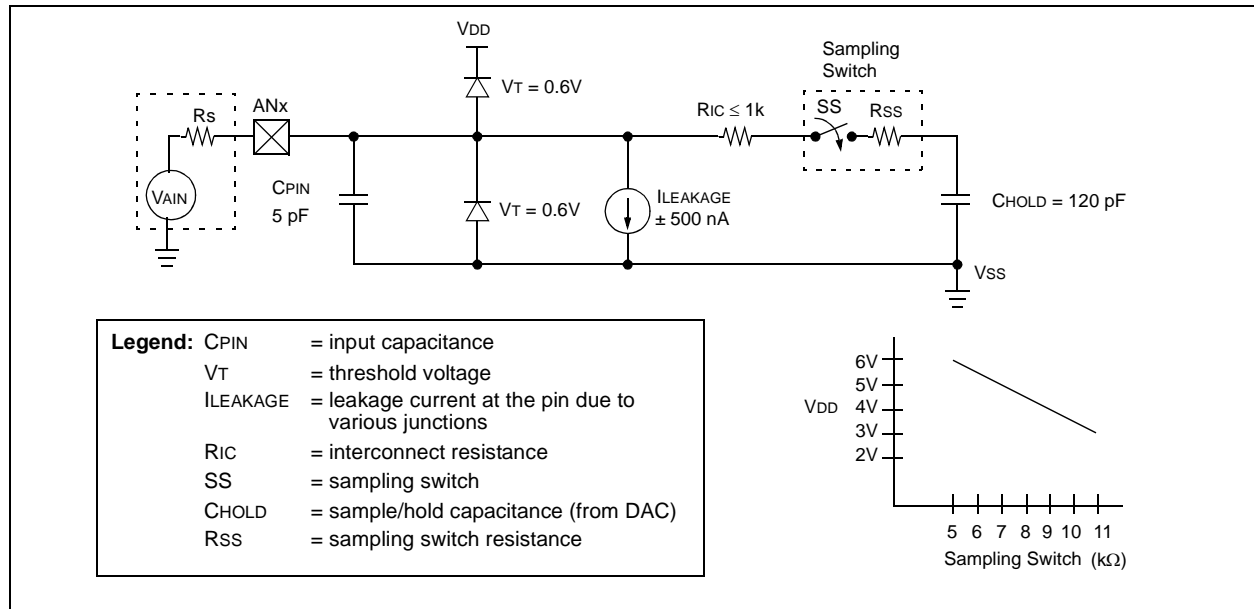 VDD
Sampling
Switch
VT = 0.6V
RS
ANx
RIC ≤ 1k
SS
RSS
VAIN
CPIN
5 pF
VT = 0.6V
ILEAKAGE
± 500 nA
CHOLD = 120 pF
VSS
Legend: CPIN = input capacitance
VT = threshold voltage
ILEAKAGE = leakage current at the pin due to
various junctions
RIC = interconnect resistance
SS = sampling switch
CHOLD = sample/hold capacitance (from DAC)
RSS = sampling switch resistance
6V
5V
VDD 4V
3V
2V
5 6 7 8 9 10 11
Sampling Switch (kΩ)